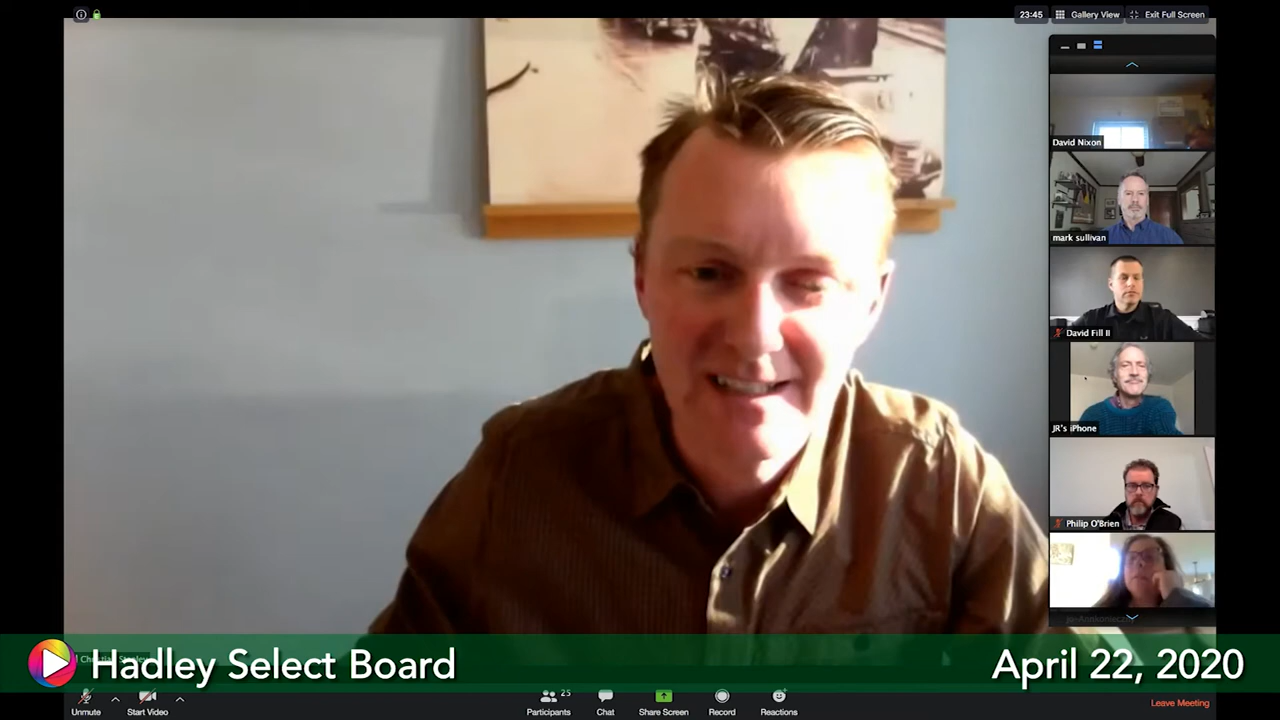 23:45
Gallery View
Exit Full Screen
David Nixon
mark sullivan
David Fill II
JR's iPhone
Philip O'Brien
Hadley Select Board
April 22, 2020
Unmute
Start Video
25
Participants
Chat
Share Screen
Record
Reactions
Leave Meeting